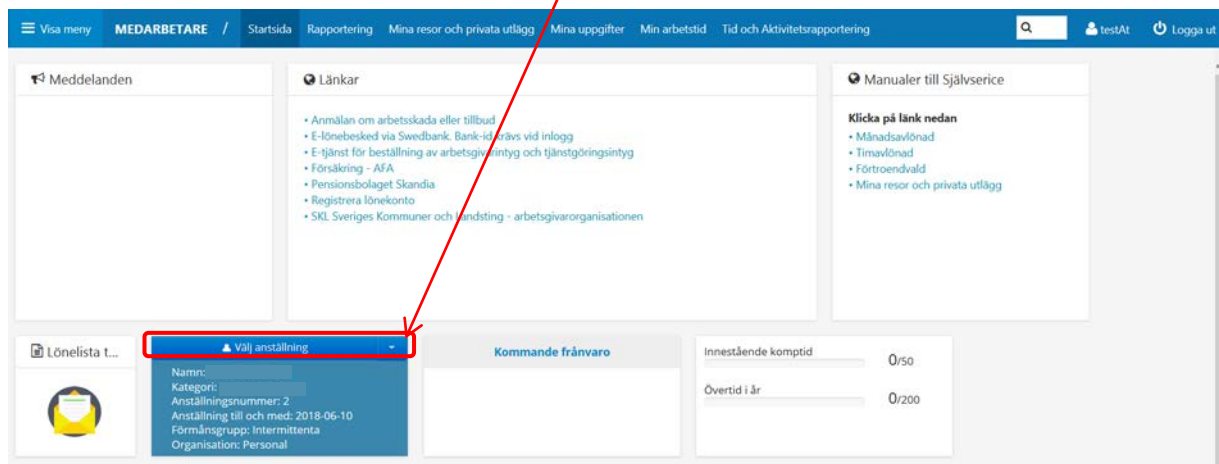 Visa meny MEDARBETARE / Startsida Rapportering Mina resor och privata utlägg Mina uppgifter Min arbetstid Tid och Aktivitetsrapportering testAt Logga ut
Meddelanden
Länkar
• Anmälan om arbetsskada eller tillbud
• E-lönebesked via Swedbank. Bank-id krävs vid inlogg
• E-tjänst för beställning av arbetsgivarintyg och tjänstgöringsintyg
• Försäkring - AFA
• Pensionsbolaget Skandia
• Registrera lönekonto
• SKL Sveriges Kommuner och Landsting - arbetsgivarorganisationen
Manualer till Självserice
Klicka på länk nedan
• Månadsavlönad
• Timavlönad
• Förtroendvald
• Mina resor och privata utlägg
Lönelista t...
Välj anställning
Namn:
Kategori:
Anställningsnummer: 2
Anställning till och med: 2018-06-10
Förmånsgrupp: Intermittenta
Organisation: Personal
Kommande frånvaro
Innestående komptid 0/50
Övertid i år 0/200